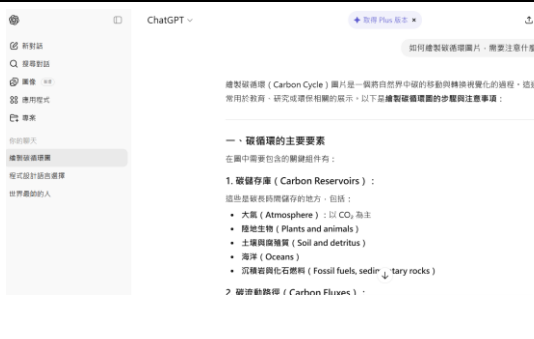 ChatGPT
取得 Plus 版本
新對話
搜尋對話
圖像
應用程式
專案
你的聊天
繪製碳循環圖
程式設計語言選擇
世界最帥的人
如何繪製碳循環圖片，需要注意什麼
繪製碳循環（Carbon Cycle）圖片是一個將自然界中碳的移動與轉換視覺化的過程，這
常用於教育、研究或環保相關的展示。以下是繪製碳循環圖的步驟與注意事項：
一、碳循環的主要要素
在圖中需要包含的關鍵組件有：
1. 碳儲存庫（Carbon Reservoirs）：
這些是碳長時間儲存的地方，包括：
• 大氣（Atmosphere）：以 CO₂ 為主
• 陸地生物（Plants and animals）
• 土壤與腐殖質（Soil and detritus）
• 海洋（Oceans）
• 沉積岩與化石燃料（Fossil fuels, sedimentary rocks）
2. 碳流動路徑（Carbon Fluxes）：